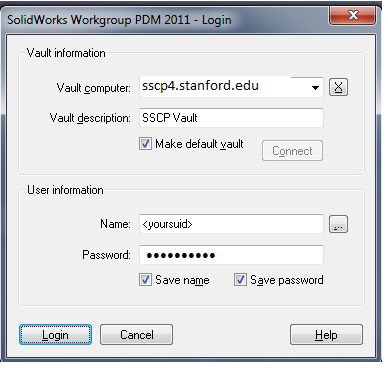 SolidWorks Workgroup PDM 2011 - Login
Vault information
Vault computer: sscp4.stanford.edu
Vault description: SSCP Vault
Make default vault Connect
User information
Name: <yoursuid> ...
Password: ••••••••••
Save name Save password
Login Cancel Help